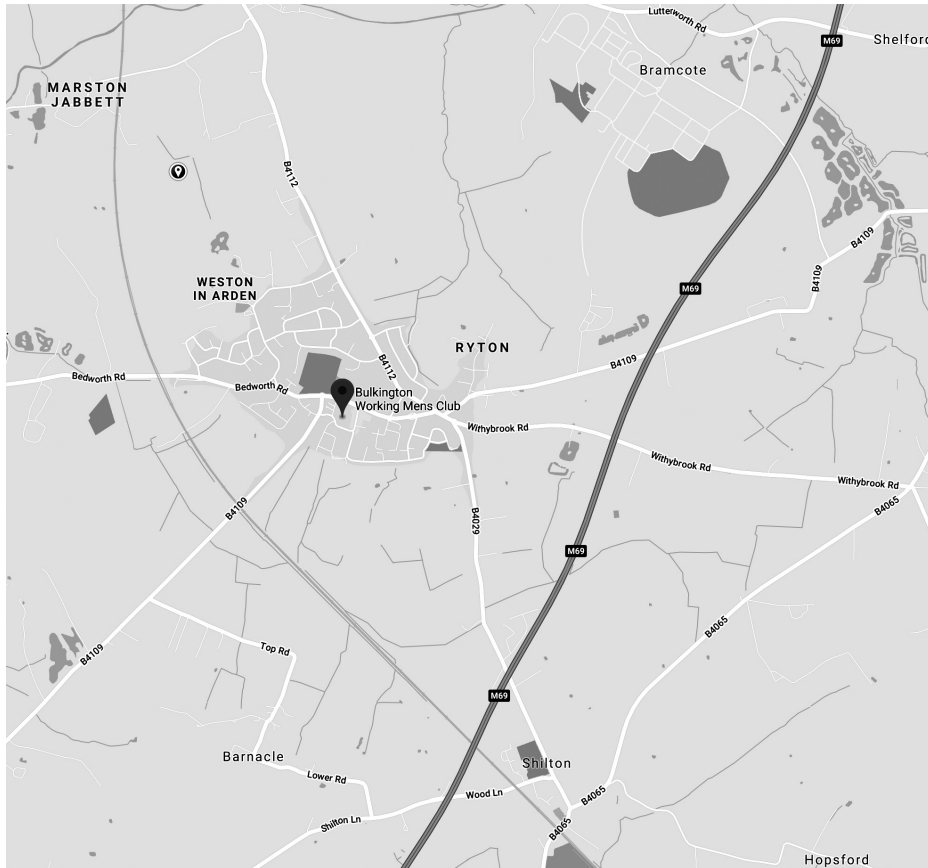 Lutterworth Rd
M69
Shelford
Bramcote
MARSTON
JABBETT
B4112
B4109
B4109
WESTON
IN ARDEN
M69
RYTON
B4112
B4109
Bedworth Rd
Bedworth Rd
Bulkington
Working Mens Club
Withybrook Rd
Withybrook Rd
Withybrook Rd
B4065
B4109
B4029
M69
B4065
Top Rd
B4109
M69
Barnacle
Shilton
Lower Rd
Wood Ln
B4065
Shilton Ln
B4065
Hopsford